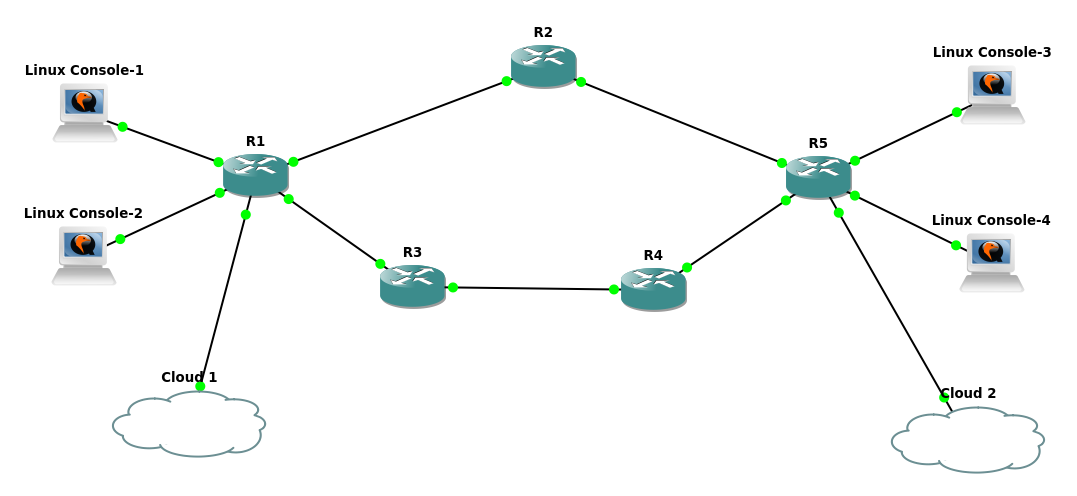 R2
Linux Console-3
Linux Console-1
R1
R5
Linux Console-2
Linux Console-4
R3
R4
Cloud 1
Cloud 2